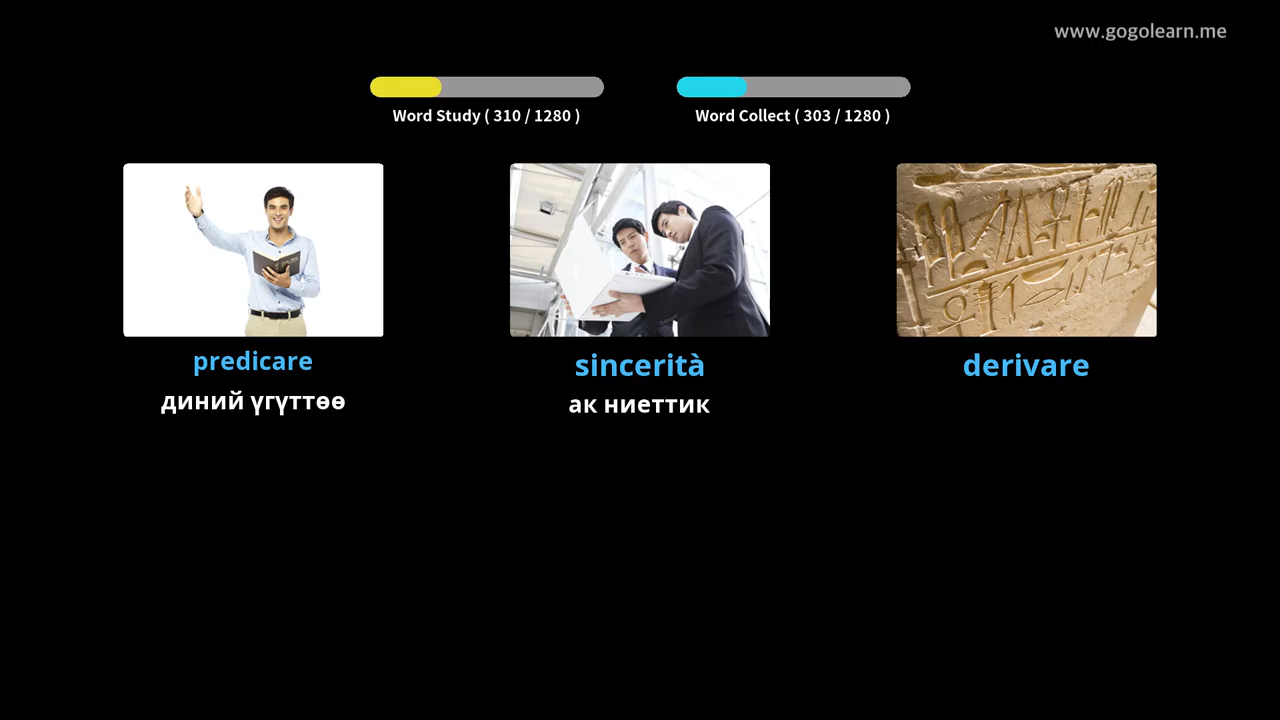 www.gogolearn.me
Word Study ( 310 / 1280 )
Word Collect ( 303 / 1280 )
predicare
диний үгүттөө
sincerità
ак ниеттик
derivare